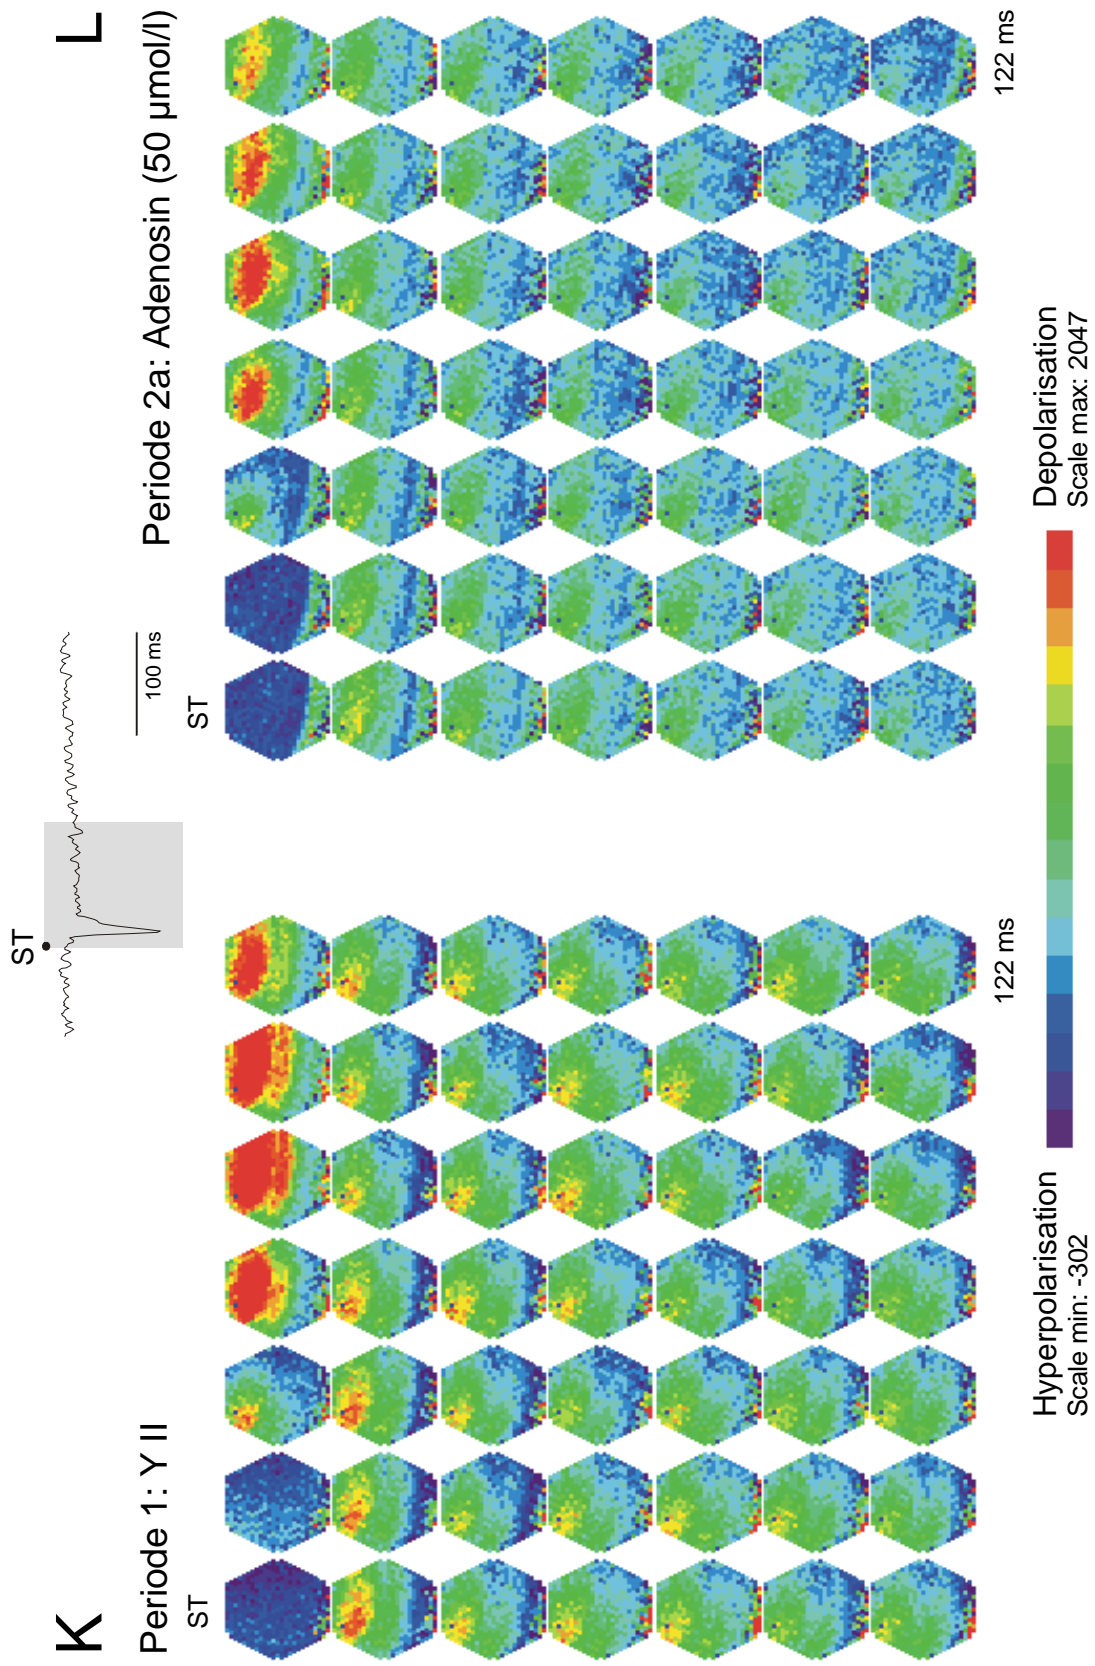 K
L
ST
100 ms
Periode 1: Y II
Periode 2a: Adenosin (50 µmol/l)
ST
ST
122 ms
122 ms
Hyperpolarisation
Scale min: -302
Depolarisation
Scale max: 2047